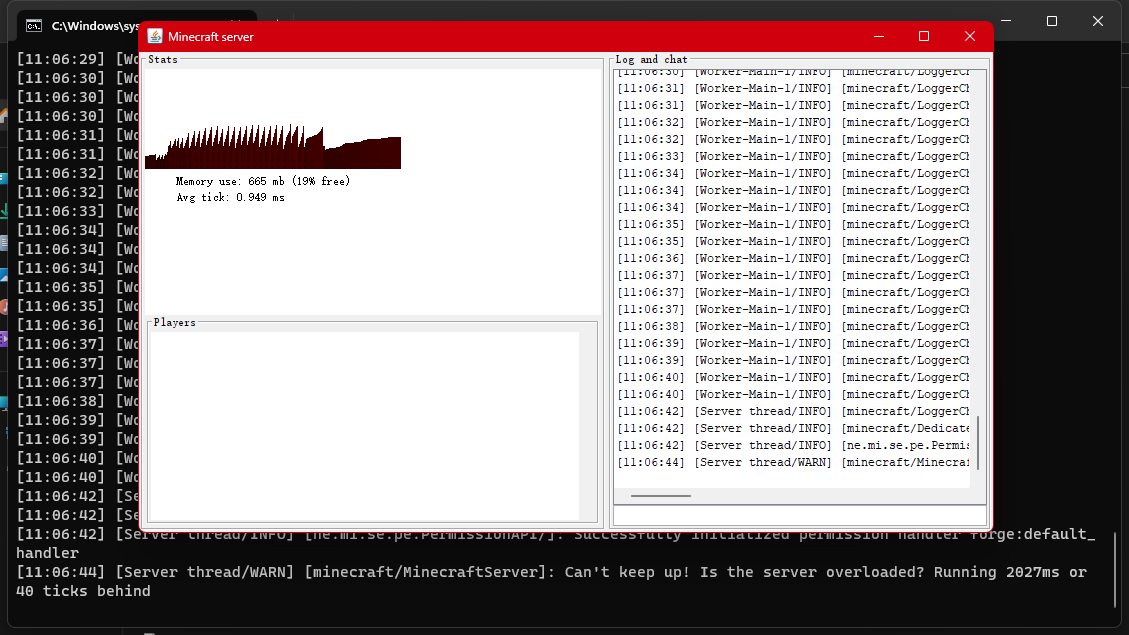 C:\Windows\sys
Minecraft server
[11:06:29] [Wo
[11:06:30] [Wo
[11:06:30] [Wo
[11:06:30] [Wo
[11:06:31] [Wo
[11:06:31] [Wo
[11:06:32] [Wo
[11:06:32] [Wo
[11:06:33] [Wo
[11:06:34] [Wo
[11:06:34] [Wo
[11:06:34] [Wo
[11:06:35] [Wo
[11:06:35] [Wo
[11:06:36] [Wo
[11:06:37] [Wo
[11:06:37] [Wo
[11:06:37] [Wo
[11:06:38] [Wo
[11:06:39] [Wo
[11:06:39] [Wo
[11:06:40] [Wo
[11:06:40] [Wo
[11:06:42] [Se
[11:06:42] [Se
Stats
Memory use: 665 mb (19% free)
Avg tick: 0.949 ms
Players
Log and chat
[11:06:30] [Worker-Main-1/INFO] [minecraft/LoggerCh
[11:06:31] [Worker-Main-1/INFO] [minecraft/LoggerCh
[11:06:31] [Worker-Main-1/INFO] [minecraft/LoggerCh
[11:06:32] [Worker-Main-1/INFO] [minecraft/LoggerCh
[11:06:32] [Worker-Main-1/INFO] [minecraft/LoggerCh
[11:06:33] [Worker-Main-1/INFO] [minecraft/LoggerCh
[11:06:34] [Worker-Main-1/INFO] [minecraft/LoggerCh
[11:06:34] [Worker-Main-1/INFO] [minecraft/LoggerCh
[11:06:34] [Worker-Main-1/INFO] [minecraft/LoggerCh
[11:06:35] [Worker-Main-1/INFO] [minecraft/LoggerCh
[11:06:35] [Worker-Main-1/INFO] [minecraft/LoggerCh
[11:06:36] [Worker-Main-1/INFO] [minecraft/LoggerCh
[11:06:37] [Worker-Main-1/INFO] [minecraft/LoggerCh
[11:06:37] [Worker-Main-1/INFO] [minecraft/LoggerCh
[11:06:37] [Worker-Main-1/INFO] [minecraft/LoggerCh
[11:06:38] [Worker-Main-1/INFO] [minecraft/LoggerCh
[11:06:39] [Worker-Main-1/INFO] [minecraft/LoggerCh
[11:06:39] [Worker-Main-1/INFO] [minecraft/LoggerCh
[11:06:40] [Worker-Main-1/INFO] [minecraft/LoggerCh
[11:06:40] [Worker-Main-1/INFO] [minecraft/LoggerCh
[11:06:42] [Server thread/INFO] [minecraft/LoggerCh
[11:06:42] [Server thread/INFO] [minecraft/Dedicate
[11:06:42] [Server thread/INFO] [ne.mi.se.pe.Permis
[11:06:44] [Server thread/WARN] [minecraft/Minecraf
[11:06:42] [Server thread/INFO] [ne.mi.se.pe.PermissionAPI/]: Successfully initialized permission handler forge:default_
handler
[11:06:44] [Server thread/WARN] [minecraft/MinecraftServer]: Can't keep up! Is the server overloaded? Running 2027ms or
40 ticks behind